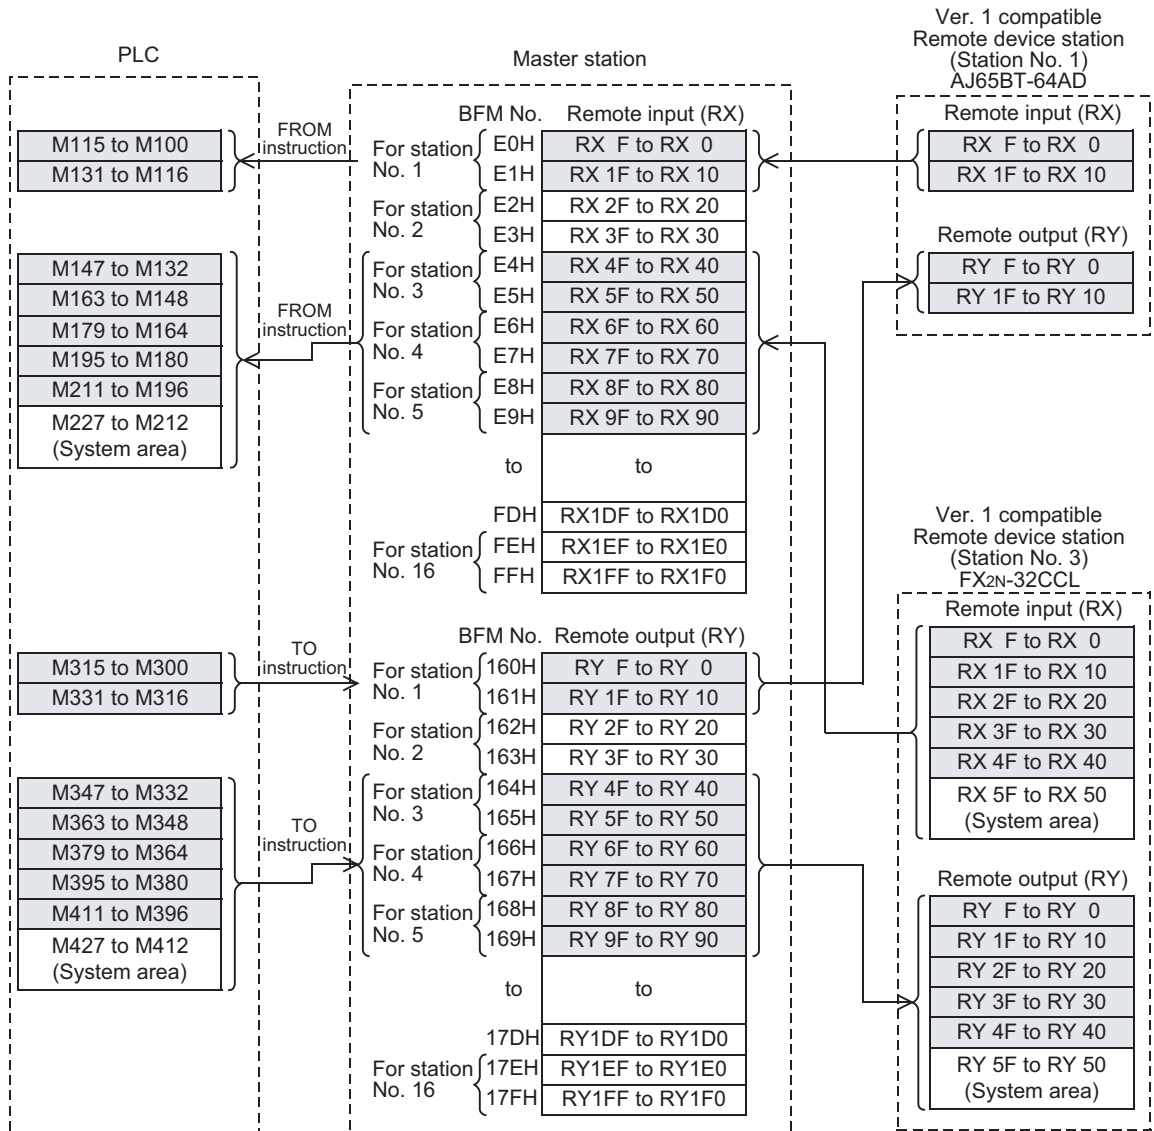 PLC
M115 to M100
M131 to M116
M147 to M132
M163 to M148
M179 to M164
M195 to M180
M211 to M196
M227 to M212
(System area)
M315 to M300
M331 to M316
M347 to M332
M363 to M348
M379 to M364
M395 to M380
M411 to M396
M427 to M412
(System area)
FROM
instruction
FROM
instruction
TO
instruction
TO
instruction
Master station
BFM No. Remote input (RX)
For station
No. 1
E0H RX F to RX 0
E1H RX 1F to RX 10
For station
No. 2
E2H RX 2F to RX 20
E3H RX 3F to RX 30
For station
No. 3
E4H RX 4F to RX 40
E5H RX 5F to RX 50
For station
No. 4
E6H RX 6F to RX 60
E7H RX 7F to RX 70
For station
No. 5
E8H RX 8F to RX 80
E9H RX 9F to RX 90
to to
FDH RX1DF to RX1D0
For station
No. 16
FEH RX1EF to RX1E0
FFH RX1FF to RX1F0
BFM No. Remote output (RY)
For station
No. 1
160H RY F to RY 0
161H RY 1F to RY 10
For station
No. 2
162H RY 2F to RY 20
163H RY 3F to RY 30
For station
No. 3
164H RY 4F to RY 40
165H RY 5F to RY 50
For station
No. 4
166H RY 6F to RY 60
167H RY 7F to RY 70
For station
No. 5
168H RY 8F to RY 80
169H RY 9F to RY 90
to to
17DH RY1DF to RY1D0
For station
No. 16
17EH RY1EF to RY1E0
17FH RY1FF to RY1F0
Ver. 1 compatible
Remote device station
(Station No. 1)
AJ65BT-64AD
Remote input (RX)
RX F to RX 0
RX 1F to RX 10
Remote output (RY)
RY F to RY 0
RY 1F to RY 10
Ver. 1 compatible
Remote device station
(Station No. 3)
FX2N-32CCL
Remote input (RX)
RX F to RX 0
RX 1F to RX 10
RX 2F to RX 20
RX 3F to RX 30
RX 4F to RX 40
RX 5F to RX 50
(System area)
Remote output (RY)
RY F to RY 0
RY 1F to RY 10
RY 2F to RY 20
RY 3F to RY 30
RY 4F to RY 40
RY 5F to RY 50
(System area)